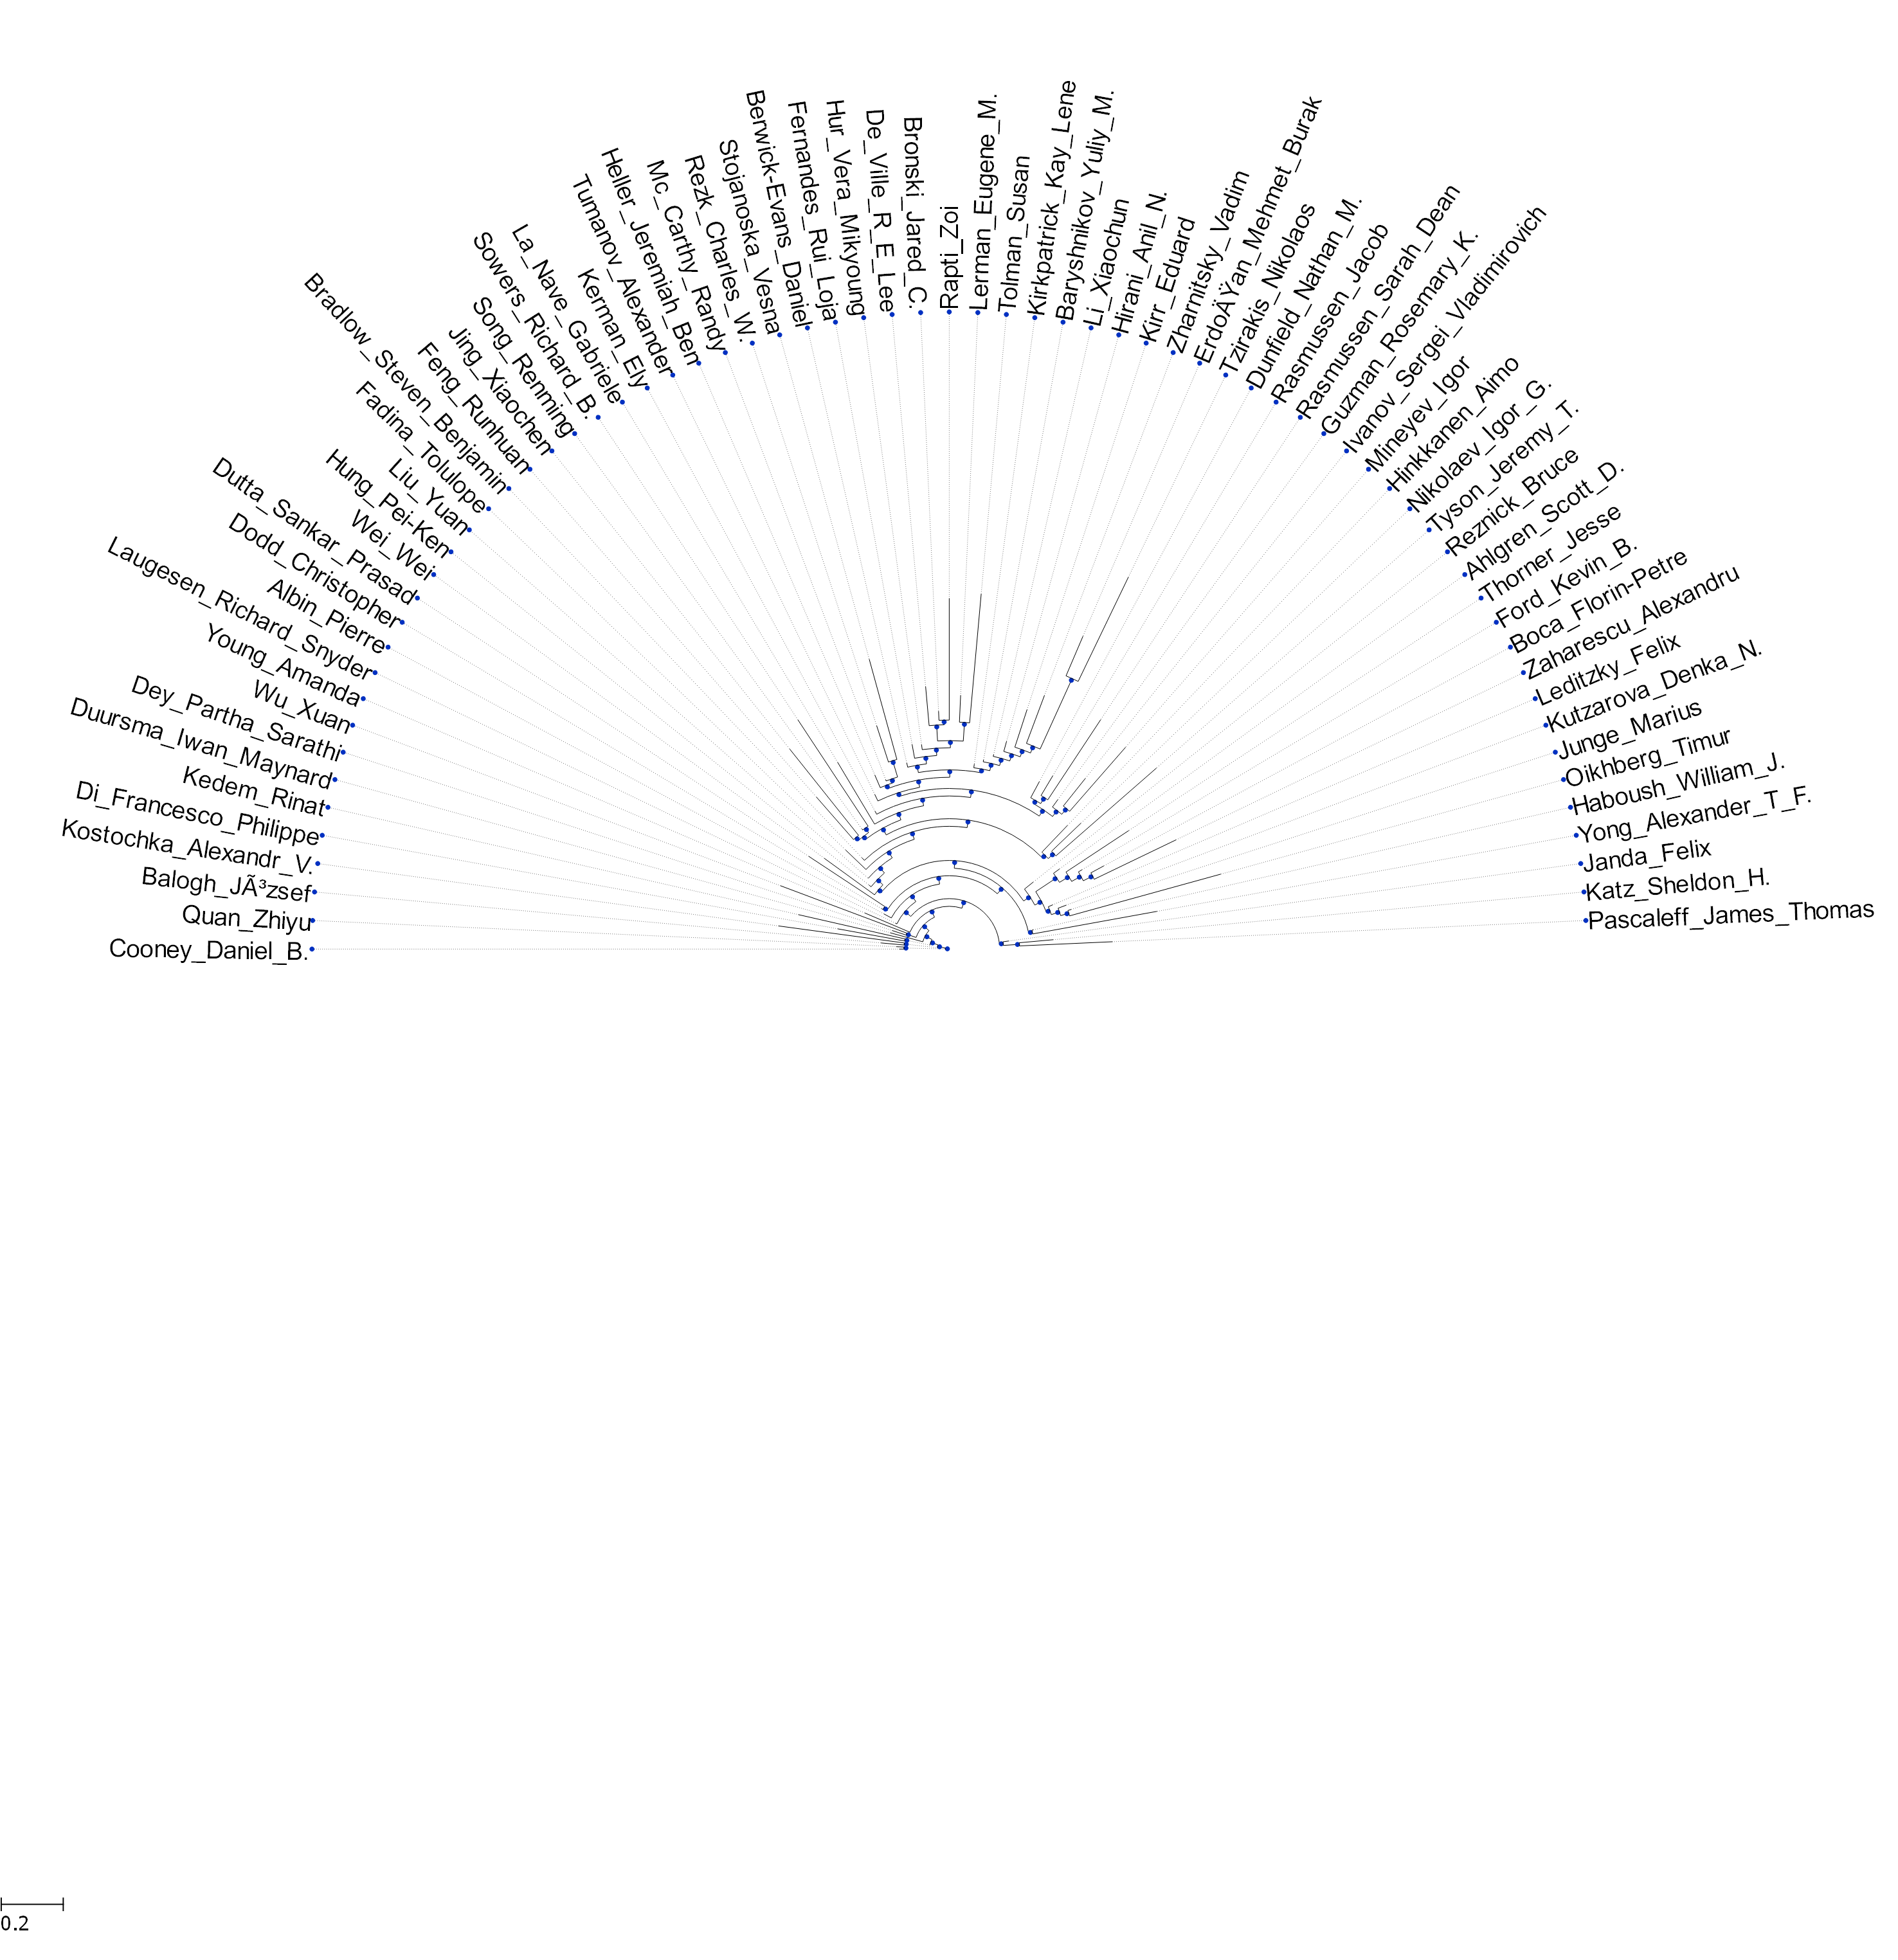 Cooney_Daniel_B.
Quan_Zhiyu
Balogh_JÃ³zsef
Kostochka_Alexandr_V.
Di_Francesco_Philippe
Kedem_Rinat
Duursma_Iwan_Maynard
Dey_Partha_Sarathi
Wu_Xuan
Young_Amanda
Laugesen_Richard_Snyder
Albin_Pierre
Dodd_Christopher
Dutta_Sankar_Prasad
Wei_Wei
Hung_Pei-Ken
Liu_Yuan
Fadina_Tolulope
Bradlow_Steven_Benjamin
Feng_Runhuan
Jing_Xiaochen
Song_Renming
Sowers_Richard_B.
La_Nave_Gabriele
Kerman_Ely
Tumanov_Alexander
Heller_Jeremiah_Ben
Mc_Carthy_Randy
Rezk_Charles_W.
Stojanoska_Vesna
Berwick-Evans_Daniel
Fernandes_Rui_Loja
Hur_Vera_Mikyoung
De_Ville_R_E_Lee
Bronski_Jared_C.
Rapti_Zoi
Lerman_Eugene_M.
Tolman_Susan
Kirkpatrick_Kay_Lene
Baryshnikov_Yuliy_M.
Li_Xiaochun
Hirani_Anil_N.
Kirr_Eduard
Zharnitsky_Vadim
ErdoÄŸan_Mehmet_Burak
Tzirakis_Nikolaos
Dunfield_Nathan_M.
Rasmussen_Jacob
Rasmussen_Sarah_Dean
Guzman_Rosemary_K.
Ivanov_Sergei_Vladimirovich
Mineyev_Igor
Hinkkanen_Aimo
Nikolaev_Igor_G.
Tyson_Jeremy_T.
Reznick_Bruce
Ahlgren_Scott_D.
Thorner_Jesse
Ford_Kevin_B.
Boca_Florin-Petre
Zaharescu_Alexandru
Leditzky_Felix
Kutzarova_Denka_N.
Junge_Marius
Oikhberg_Timur
Haboush_William_J.
Yong_Alexander_T_F.
Janda_Felix
Katz_Sheldon_H.
Pascaleff_James_Thomas
0.2